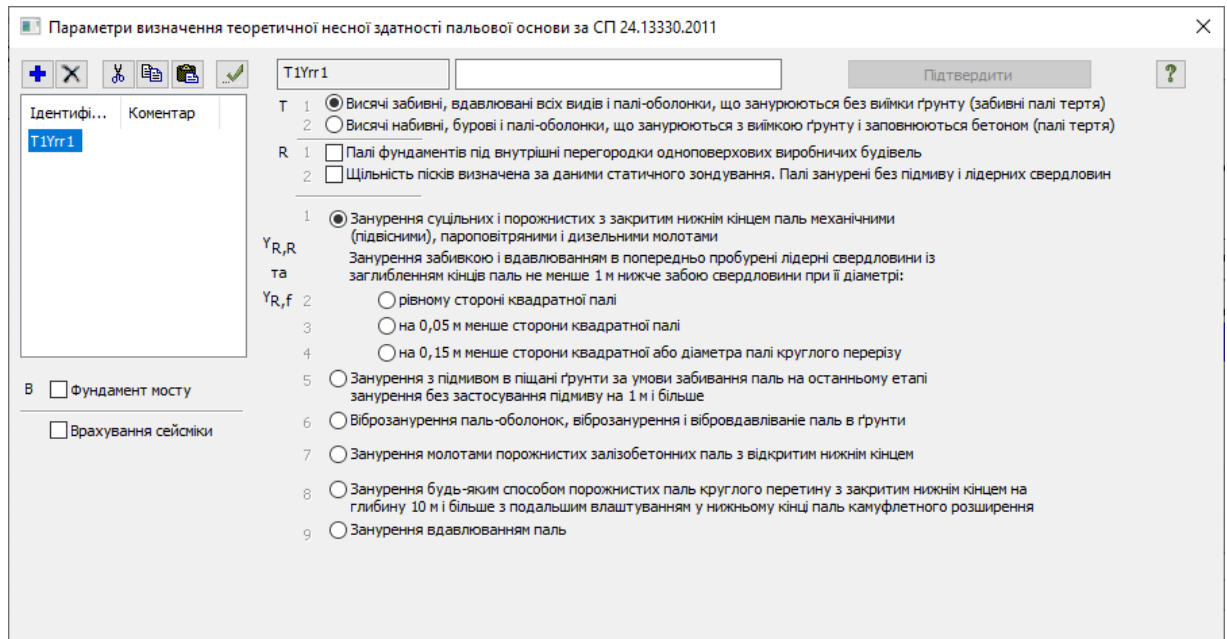 Параметри визначення теоретичної несної здатності пальової основи за СП 24.13330.2011
T1Yrr1
Підтвердити
?
Ідентифі... Коментар
T1Yrr1
T 1 Висячі забивні, вдавлювані всіх видів і палі-оболонки, що занурюються без виїмки ґрунту (забивні палі тертя)
2 Висячі набивні, бурові і палі-оболонки, що занурюються з виїмкою ґрунту і заповнюються бетоном (палі тертя)
R 1 Палі фундаментів під внутрішні перегородки одноповерхових виробничих будівель
2 Щільність пісків визначена за даними статичного зондування. Палі занурені без підмиву і лідерних свердловин
1 Занурення суцільних і порожнистих з закритим нижнім кінцем паль механічними
(підвісними), пароповітряними і дизельними молотами
Y R,R
Занурення забивкою і вдавлюванням в попередньо пробурені лідерні свердловини із
та заглибленням кінців паль не менше 1 м нижче забою свердловини при її діаметрі:
Y R,f 2 рівному стороні квадратної палі
3 на 0,05 м менше сторони квадратної палі
4 на 0,15 м менше сторони квадратної або діаметра палі круглого перерізу
5 Занурення з підмивом в піщані ґрунти за умови забивання паль на останньому етапі
занурення без застосування підмиву на 1 м і більше
6 Віброзанурення паль-оболонок, віброзанурення і вібровдавліваніе паль в ґрунти
7 Занурення молотами порожнистих залізобетонних паль з відкритим нижнім кінцем
8 Занурення будь-яким способом порожнистих паль круглого перетину з закритим нижнім кінцем на
глибину 10 м і більше з подальшим влаштуванням у нижньому кінці паль камуфлетного розширення
9 Занурення вдавлюванням паль
B Фундамент мосту
Врахування сейсміки